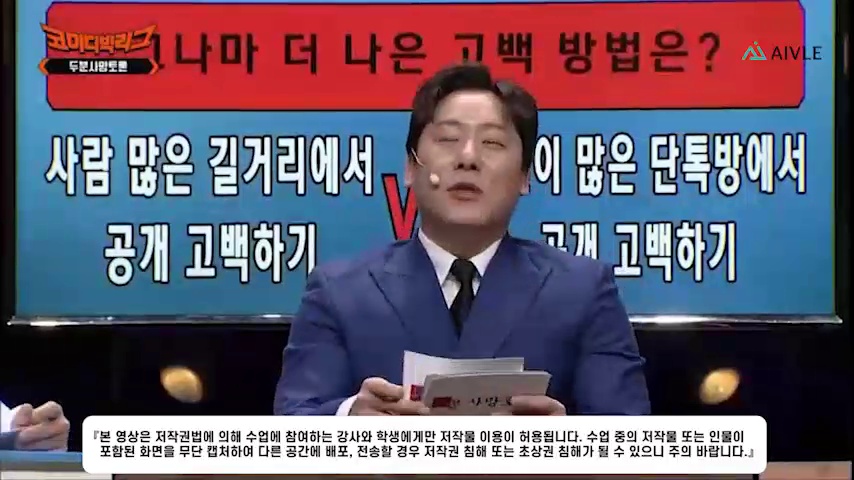 코미디빅리그
두분사망토론
나마 더 나은 고백 방법은?
AIVLE
사람 많은 길거리에서
공개 고백하기
V
이 많은 단톡방에서
공개 고백하기
사망토
『본 영상은 저작권법에 의해 수업에 참여하는 강사와 학생에게만 저작물 이용이 허용됩니다. 수업 중의 저작물 또는 인물이
포함된 화면을 무단 캡처하여 다른 공간에 배포, 전송할 경우 저작권 침해 또는 초상권 침해가 될 수 있으니 주의 바랍니다.』